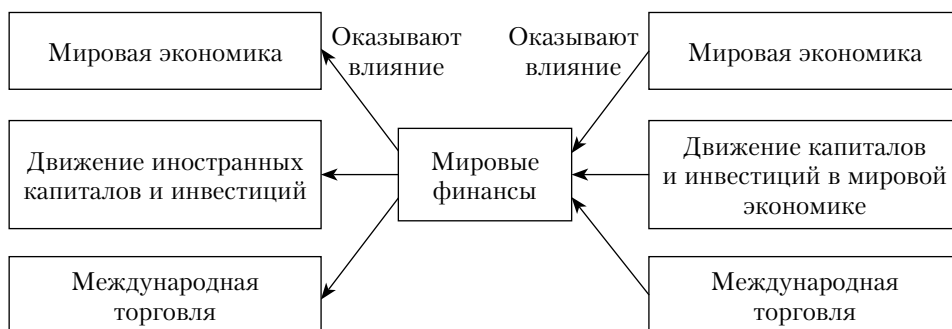 Мировая экономика
Оказывают
влияние
Оказывают
влияние
Мировая экономика
Движение иностранных
капиталов и инвестиций
Мировые
финансы
Движение капиталов
и инвестиций в мировой
экономике
Международная
торговля
Международная
торговля